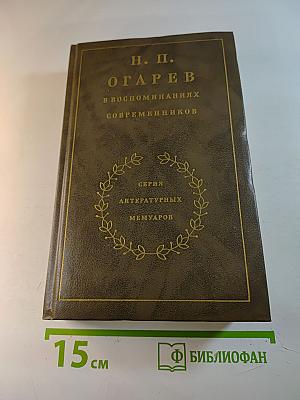 Н. П.
ОГАРЕВ
В ВОСПОМИНАНИЯХ
СОВРЕМЕННИКОВ
СЕРИЯ
ЛИТЕРАТУРНЫХ
МЕМУАРОВ
15 см
Ф БИБЛИОФАН